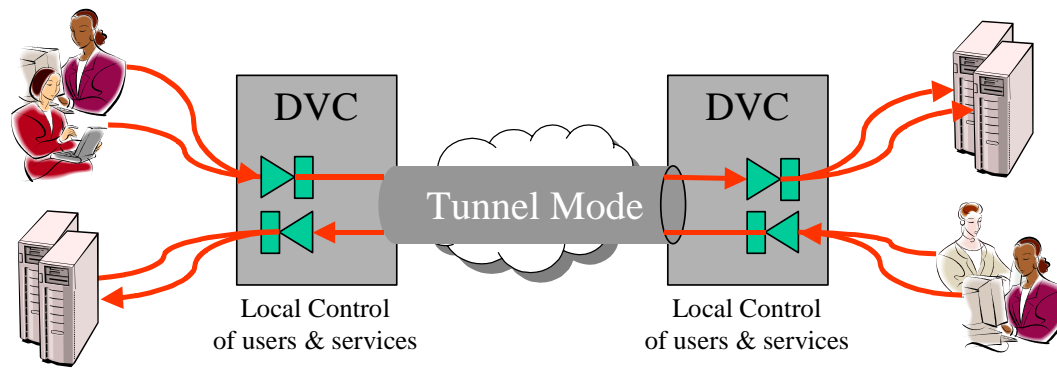 DVC
DVC
Tunnel Mode
Local Control
of users & services
Local Control
of users & services